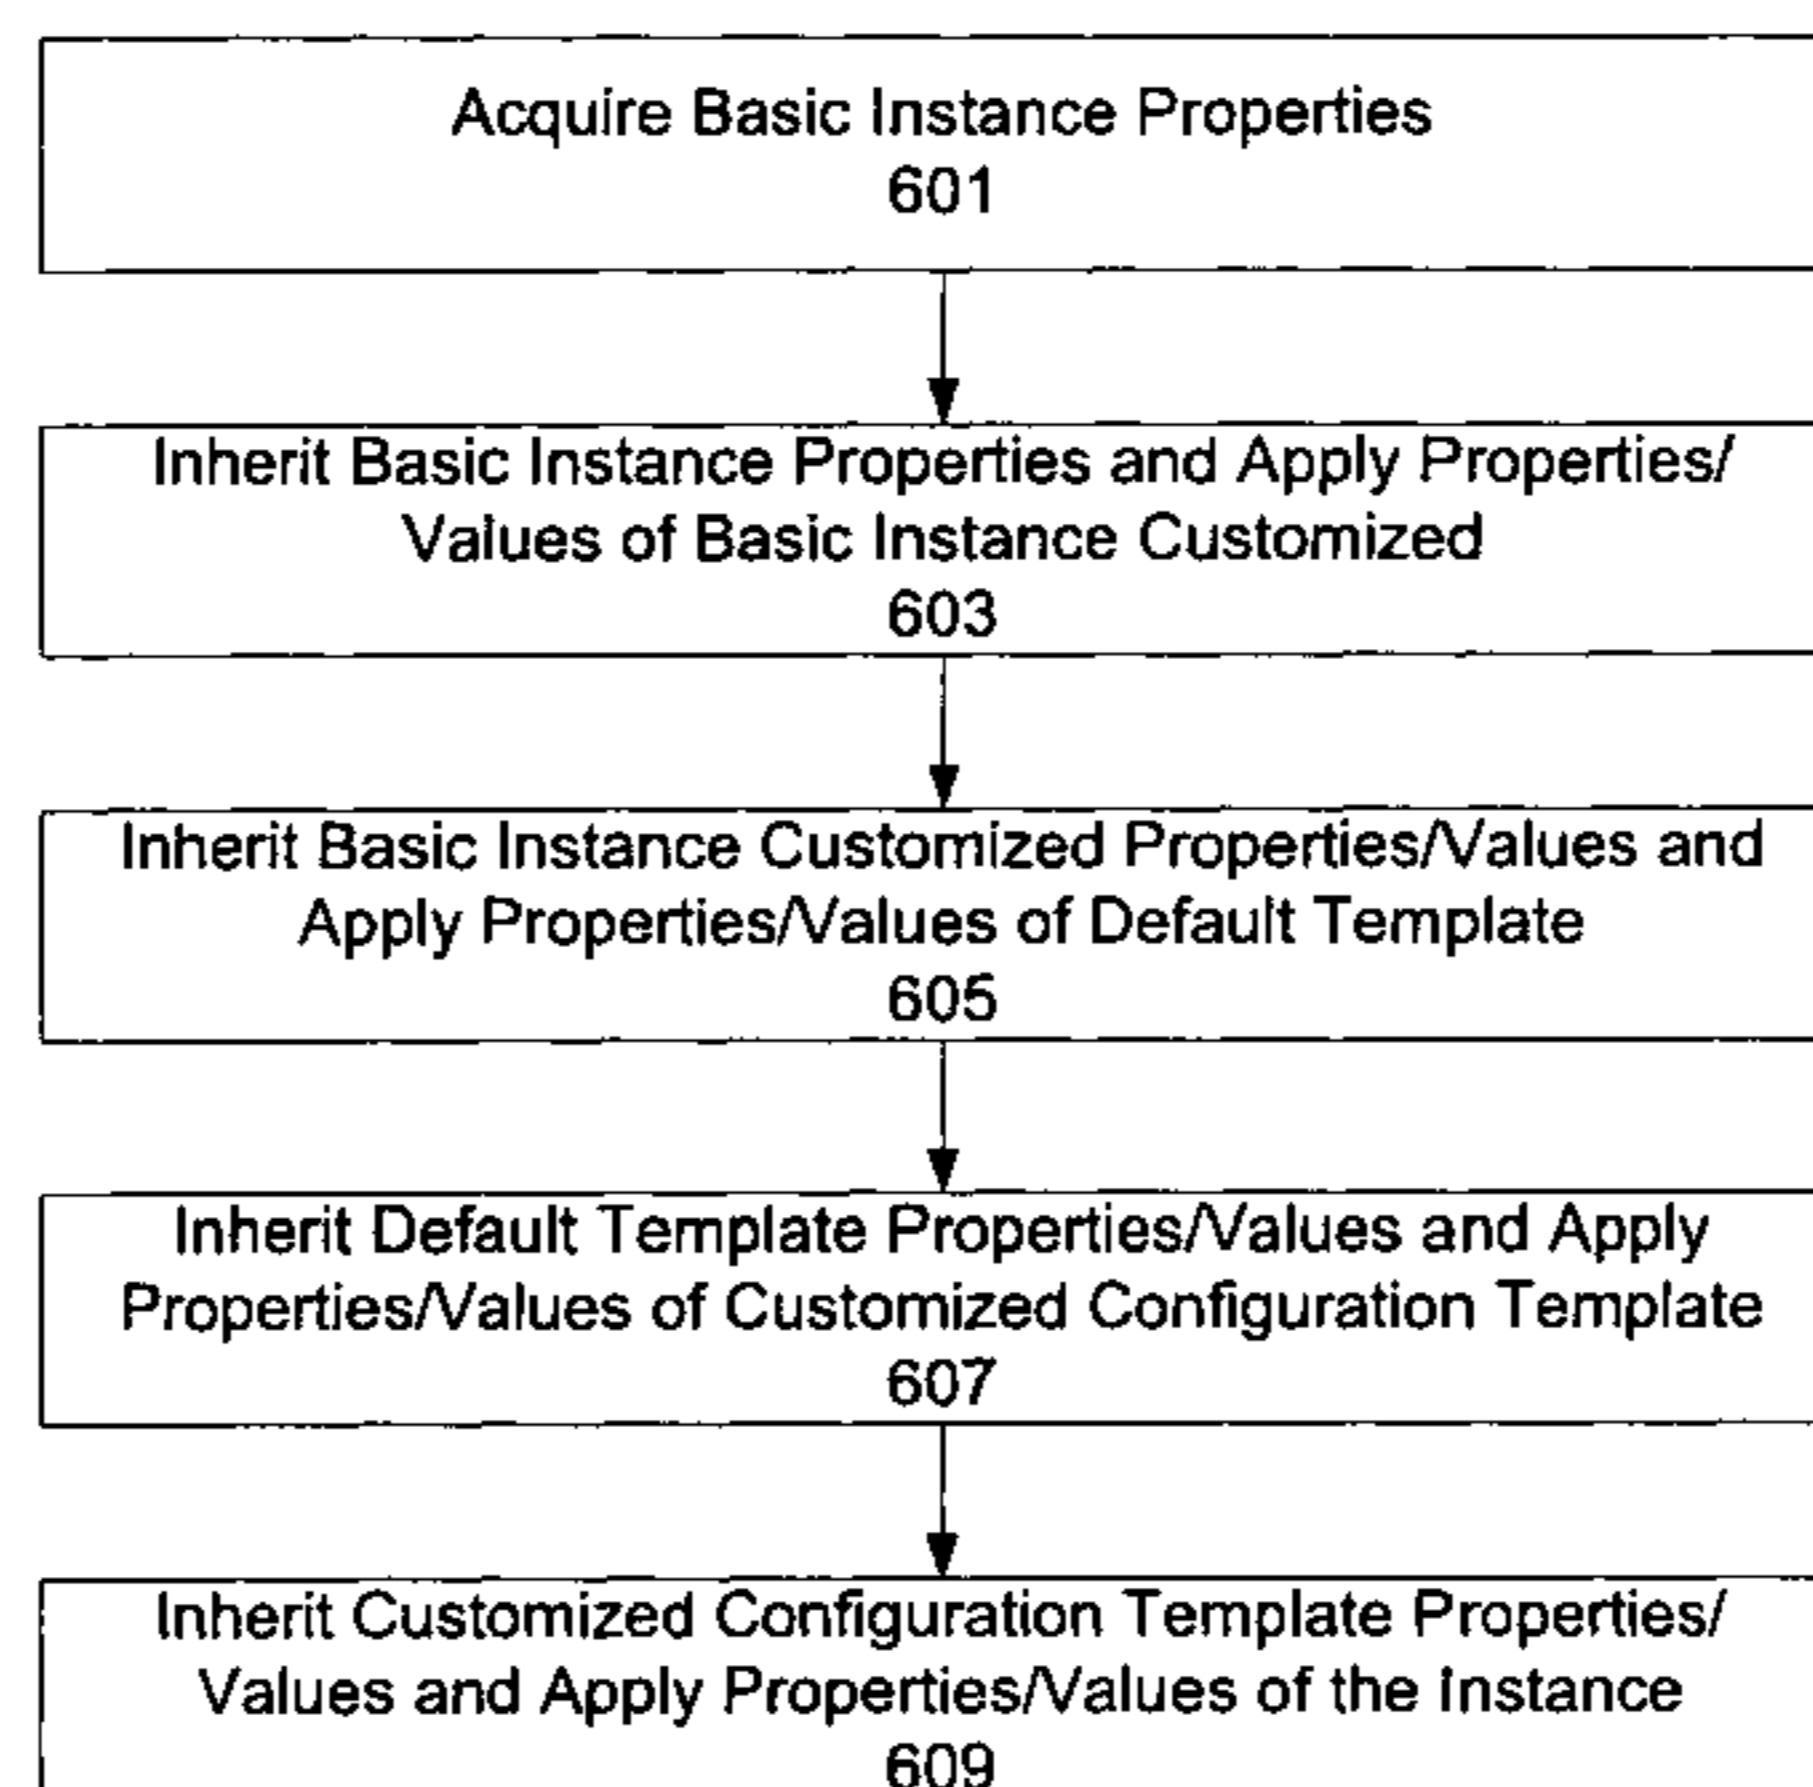 Acquire Basic Instance Properties
601
Inherit Basic Instance Properties and Apply Properties/
Values of Basic Instance Customized
603
Inherit Basic Instance Customized Properties/Values and
Apply Properties/Values of Default Template
605
Inherit Default Template Properties/Values and Apply
Properties/Values of Customized Configuration Template
607
Inherit Customized Configuration Template Properties/
Values and Apply Properties/Values of the Instance
609